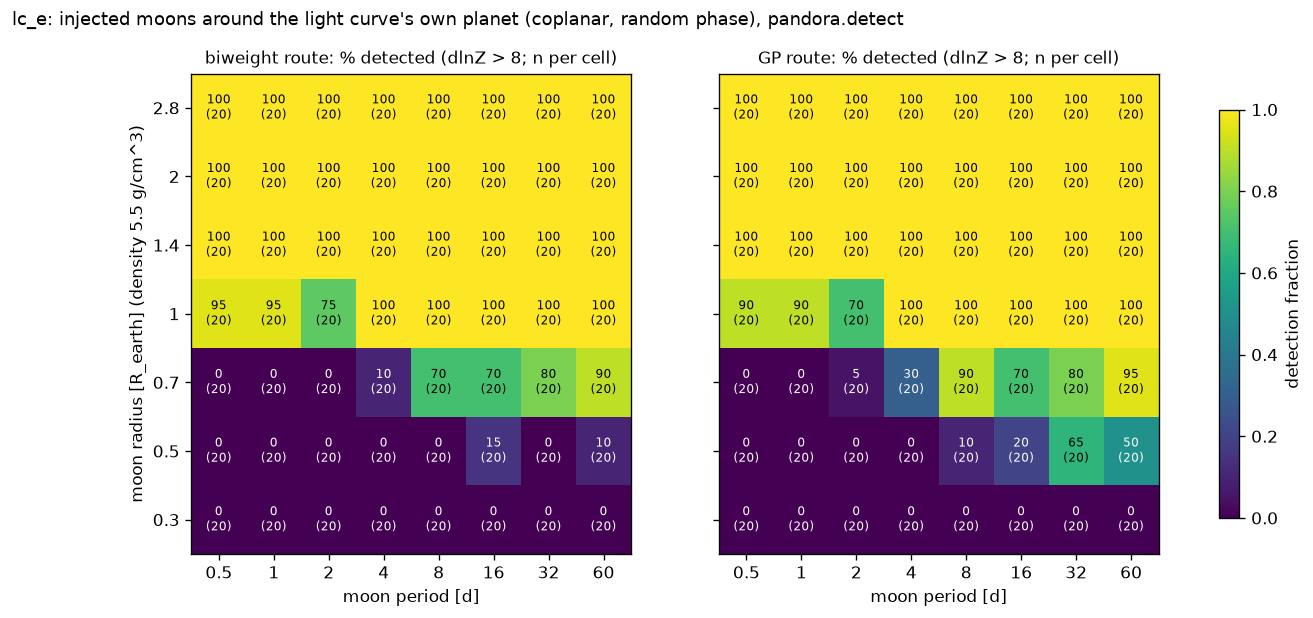 lc_e: injected moons around the light curve's own planet (coplanar, random phase), pandora.detect
biweight route: % detected (dlnZ > 8; n per cell)
moon radius [R_earth] (density 5.5 g/cm^3)
2.8
100 100 100 100 100 100 100 100
(20) (20) (20) (20) (20) (20) (20) (20)
2
100 100 100 100 100 100 100 100
(20) (20) (20) (20) (20) (20) (20) (20)
1.4
100 100 100 100 100 100 100 100
(20) (20) (20) (20) (20) (20) (20) (20)
1
95 95 75 100 100 100 100 100
(20) (20) (20) (20) (20) (20) (20) (20)
0.7
0 0 0 10 70 70 80 90
(20) (20) (20) (20) (20) (20) (20) (20)
0.5
0 0 0 0 0 15 0 10
(20) (20) (20) (20) (20) (20) (20) (20)
0.3
0 0 0 0 0 0 0 0
(20) (20) (20) (20) (20) (20) (20) (20)
0.5 1 2 4 8 16 32 60
moon period [d]
GP route: % detected (dlnZ > 8; n per cell)
100 100 100 100 100 100 100 100
(20) (20) (20) (20) (20) (20) (20) (20)
100 100 100 100 100 100 100 100
(20) (20) (20) (20) (20) (20) (20) (20)
100 100 100 100 100 100 100 100
(20) (20) (20) (20) (20) (20) (20) (20)
90 90 70 100 100 100 100 100
(20) (20) (20) (20) (20) (20) (20) (20)
0 0 5 30 90 70 80 95
(20) (20) (20) (20) (20) (20) (20) (20)
0 0 0 0 10 20 65 50
(20) (20) (20) (20) (20) (20) (20) (20)
0 0 0 0 0 0 0 0
(20) (20) (20) (20) (20) (20) (20) (20)
0.5 1 2 4 8 16 32 60
moon period [d]
1.0
0.8
0.6
0.4
0.2
0.0
detection fraction